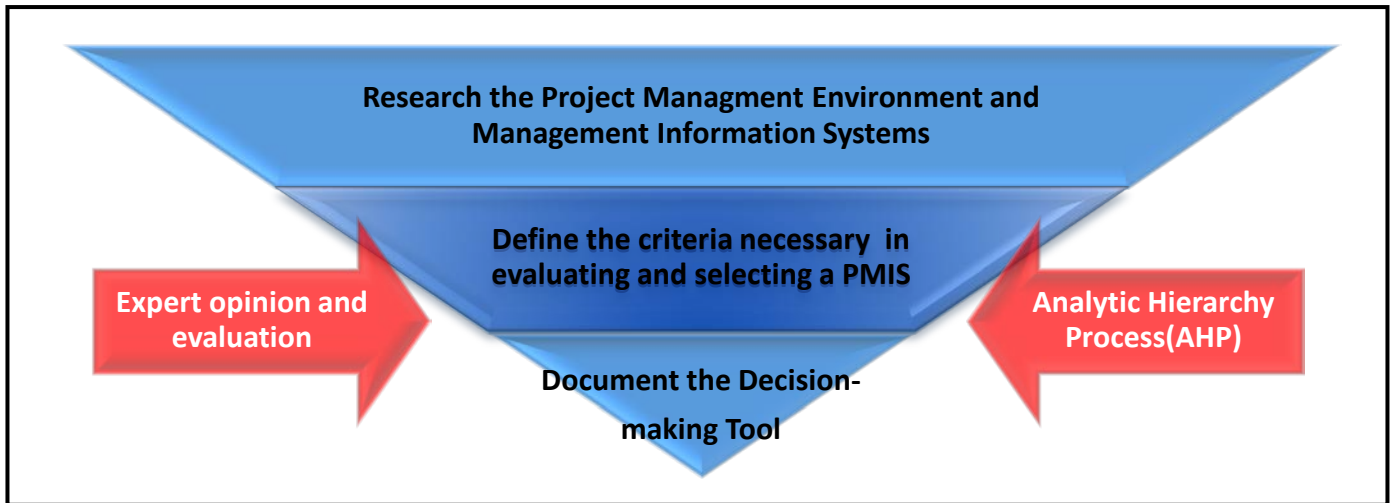 Research the Project Managment Environment and
Management Information Systems
Define the criteria necessary in
evaluating and selecting a PMIS
Expert opinion and
evaluation
Analytic Hierarchy
Process(AHP)
Document the Decision-
making Tool